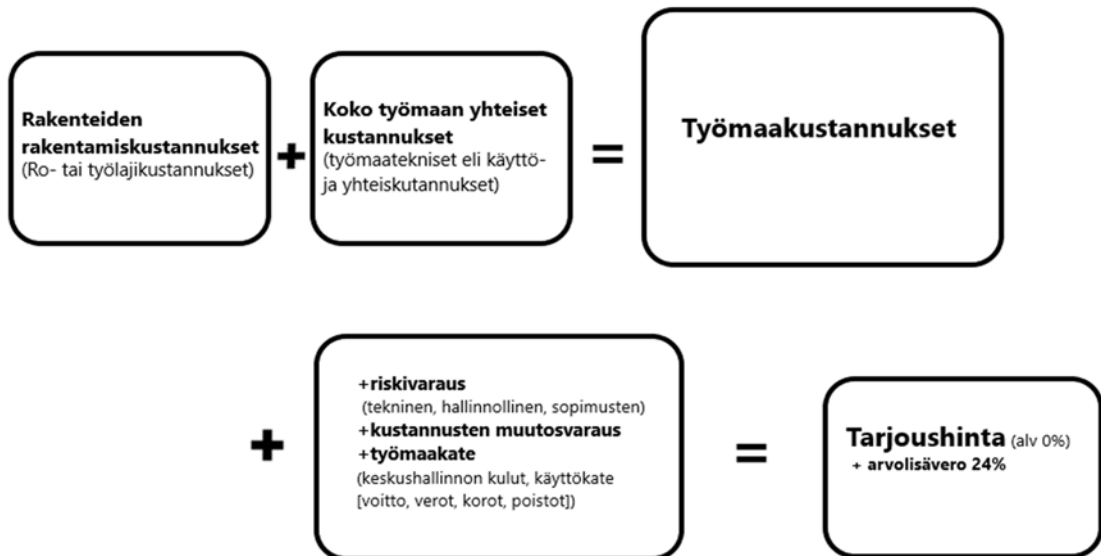 Rakenteiden
rakentamiskustannukset
(Ro- tai työlajikustannukset)
+
Koko työmaan yhteiset
kustannukset
(työmaatekniset eli käyttö-
ja yhteiskutannukset)
=
Työmaakustannukset
+
+riskivaraus
(tekninen, hallinnollinen, sopimusten)
+kustannusten muutosvaraus
+työmaakate
(keskushallinnon kulut, käyttökate
[voitto, verot, korot, poistot])
=
Tarjoushinta (alv 0%)
+ arvolisävero 24%